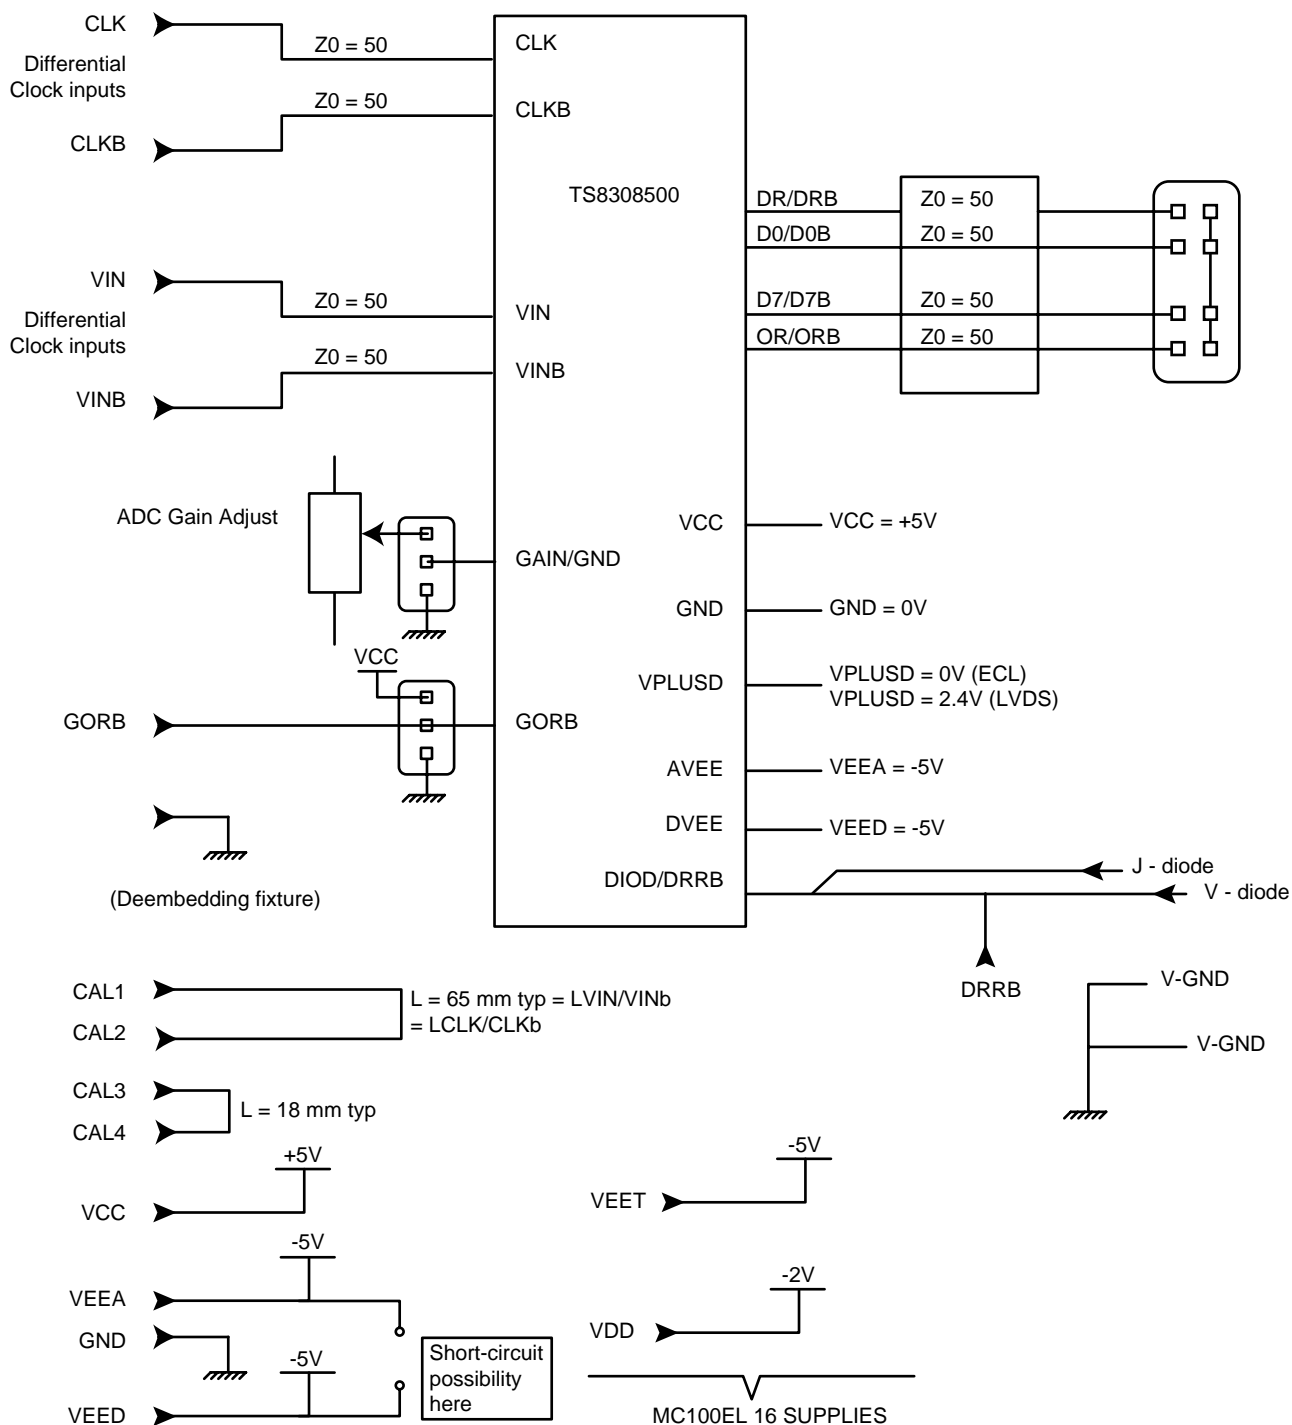 CLK
Z0 = 50
CLK
Differential
Clock inputs
Z0 = 50
CLKB
CLKB
TS8308500
DR/DRB
Z0 = 50
D0/D0B
Z0 = 50
D7/D7B
Z0 = 50
OR/ORB
Z0 = 50
VIN
Z0 = 50
VIN
Differential
Clock inputs
Z0 = 50
VINB
VINB
ADC Gain Adjust
GAIN/GND
VCC
VCC = +5V
GND
GND = 0V
VCC
VPLUSD
VPLUSD = 0V (ECL)
VPLUSD = 2.4V (LVDS)
GORB
GORB
AVEE
VEEA = -5V
DVEE
VEED = -5V
DIOD/DRRB
J - diode
V - diode
(Deembedding fixture)
DRRB
V-GND
V-GND
CAL1
L = 65 mm typ = LVIN/VINb
= LCLK/CLKb
CAL2
CAL3
L = 18 mm typ
CAL4
+5V
VCC
-5V
VEET
-5V
VEEA
-2V
VDD
GND
-5V
Short-circuit
possibility
here
VEED
MC100EL 16 SUPPLIES